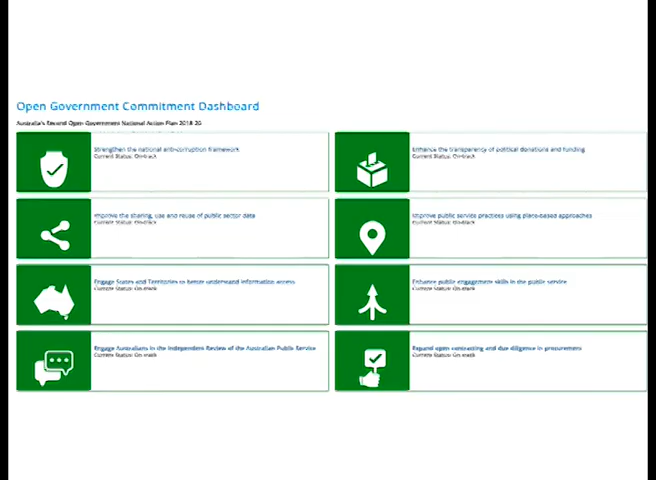 Open Government Commitment Dashboard
Australia's Second Open Government National Action Plan 2018-20
Strengthen the national anti-corruption framework
Current Status: On-track
Enhance the transparency of political donations and funding
Current Status: On-track
Improve the sharing, use and reuse of public sector data
Current Status: On-track
Improve public service practices using place-based approaches
Current Status: On-track
Engage States and Territories to better understand information access
Current Status: On-track
Enhance public engagement skills in the public service
Current Status: On-track
Engage Australians in the Independent Review of the Australian Public Service
Current Status: On-track
Expand open contracting and due diligence in procurement
Current Status: On-track